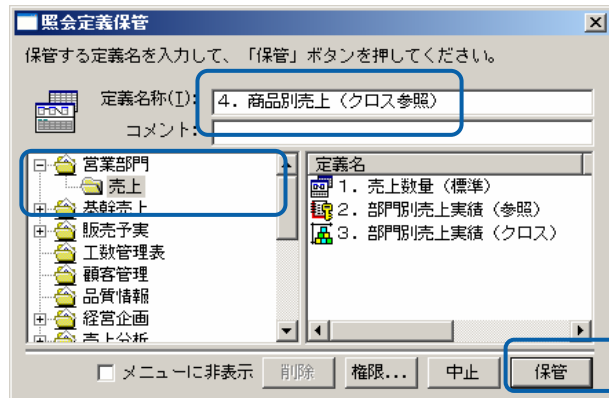 照会定義保管
保管する定義名を入力して、「保管」ボタンを押してください。
定義名称(I): 4．商品別売上（クロス参照）
コメント:
営業部門
売上
基幹売上
販売予実
工数管理表
顧客管理
品質情報
経営企画
売上分析
定義名
1．売上数量（標準）
2．部門別売上実績（参照）
3．部門別売上実績（クロス）
メニューに非表示 削除 権限... 中止 保管